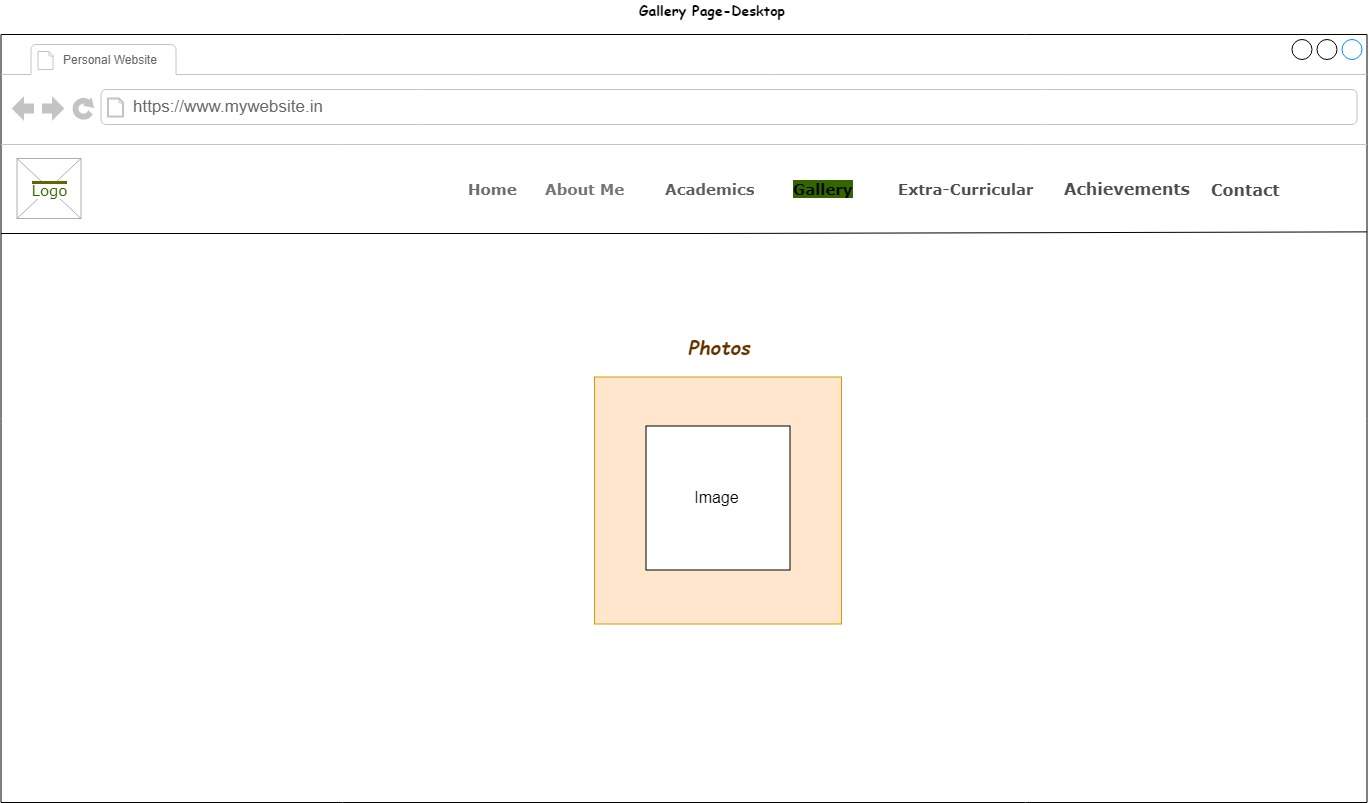 Gallery Page-Desktop
Personal Website
https://www.mywebsite.in
Logo
Home About Me Academics Gallery Extra-Curricular Achievements Contact
Photos
Image